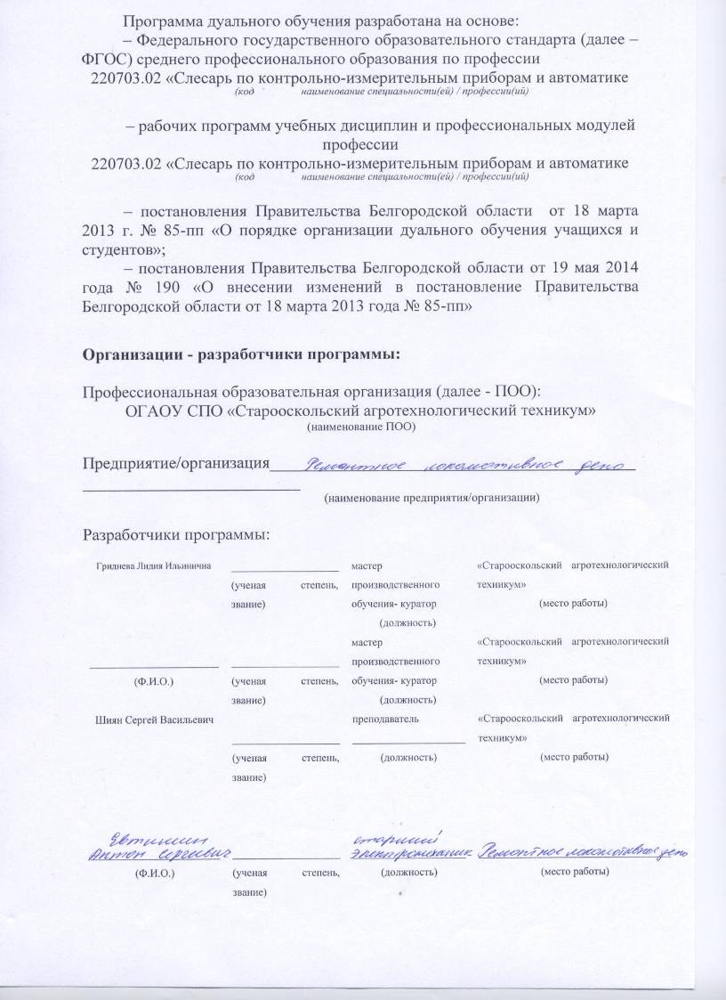 Программа дуального обучения разработана на основе:
– Федерального государственного образовательного стандарта (далее –
ФГОС) среднего профессионального образования по профессии
220703.02 «Слесарь по контрольно-измерительным приборам и автоматике
(код наименование специальности(ей) / профессии(ий)
– рабочих программ учебных дисциплин и профессиональных модулей
профессии
220703.02 «Слесарь по контрольно-измерительным приборам и автоматике
(код наименование специальности(ей) / профессии(ий)
– постановления Правительства Белгородской области от 18 марта
2013 г. № 85-пп «О порядке организации дуального обучения учащихся и
студентов»;
– постановления Правительства Белгородской области от 19 мая 2014
года № 190 «О внесении изменений в постановление Правительства
Белгородской области от 18 марта 2013 года № 85-пп»
Организации - разработчики программы:
Профессиональная образовательная организация (далее - ПОО):
ОГАОУ СПО «Старооскольский агротехнологический техникум»
(наименование ПОО)
Предприятие/организация Ремонтное локомотивное депо
(наименование предприятия/организации)
Разработчики программы:
Гриднева Лидия Ильинична мастер «Старооскольский агротехнологический
(ученая степень, производственного техникум»
звание) обучения- куратор (место работы)
(должность)
мастер «Старооскольский агротехнологический
производственного техникум»
(Ф.И.О.) (ученая степень, обучения- куратор (место работы)
звание) (должность)
Шиян Сергей Васильевич преподаватель «Старооскольский агротехнологический
техникум»
(ученая степень, (должность) (место работы)
звание)
старший
Антон Сергеевич электромеханик Ремонтное локомотивное депо
(Ф.И.О.) (ученая степень, (должность) (место работы)
звание)